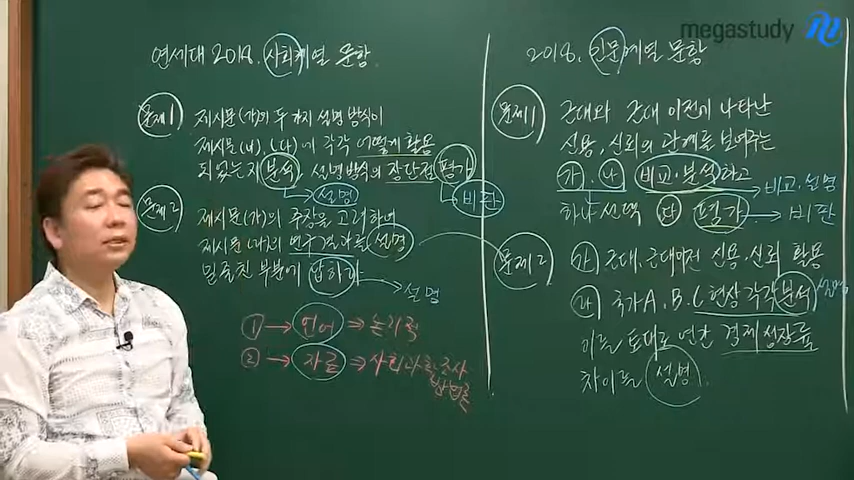 megastudy
연세대 2018. 사회계열 문항
문제1 제시문(가)의 두 가지 설명방식이
제시문(나), (다)에 각각 어떻게 활용
되었는지 분석, 설명방식의 장단점 평가
설명
비판
문제2 제시문(가)의 주장을 고려하여
제시문(나)의 연구결과를 설명
밑줄친 부분에 답하라
설명
① → 언어 ⇒ 논리적
② → 자료 ⇒ 사회과학 조사
방법론
2018. 인문계열 문항
문제1 근대와 근대 이전에 나타난
신용, 신뢰의 관계를 보여주는
가, 나 비교·분석하고
비교·설명
하나 선택 다 평가 → 비판
문제2 가 근대, 근대이전 신용, 신뢰 활용
나 국가A, B, C 현상 각각 분석
설명
이를 토대로 연간 경제성장률
차이를 설명.